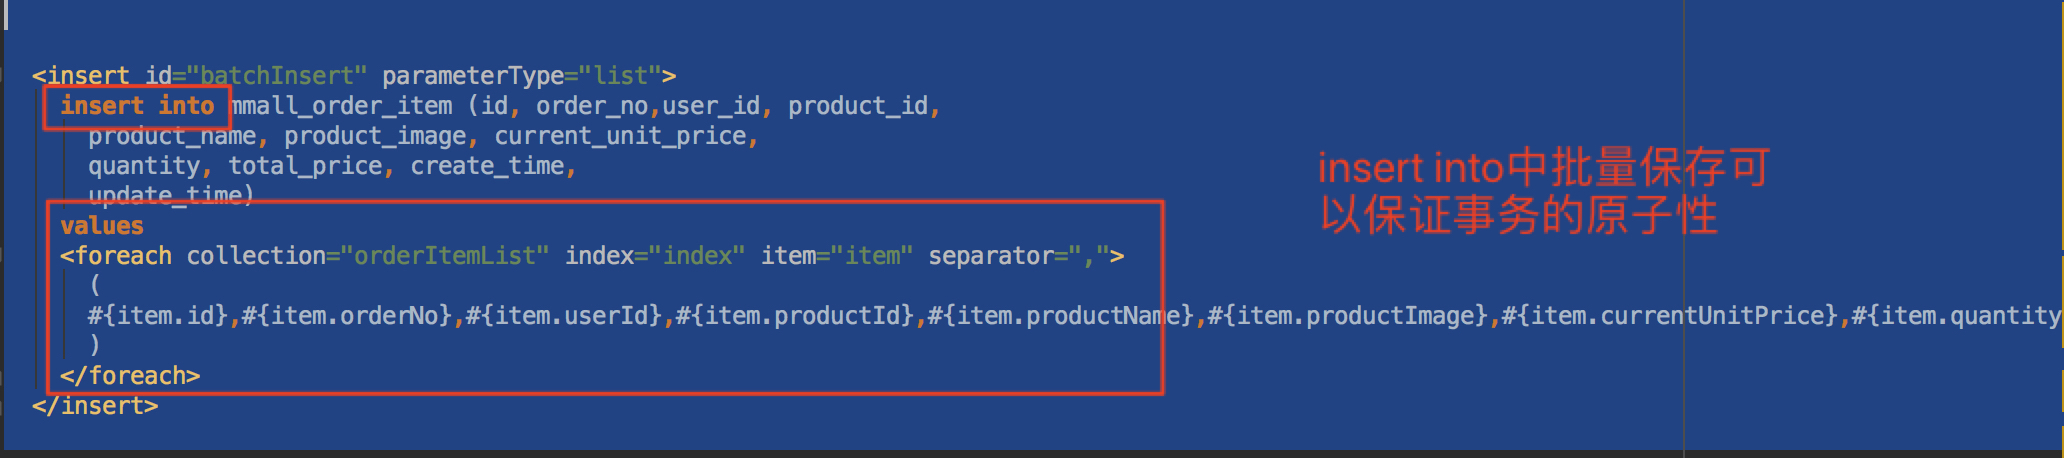 <insert id="batchInsert" parameterType="list">
insert into mmall_order_item (id, order_no,user_id, product_id,
product_name, product_image, current_unit_price,
quantity, total_price, create_time,
update_time)
values
<foreach collection="orderItemList" index="index" item="item" separator=",">
(
#{item.id},#{item.orderNo},#{item.userId},#{item.productId},#{item.productName},#{item.productImage},#{item.currentUnitPrice},#{item.quantity
)
</foreach>
</insert>
insert into中批量保存可
以保证事务的原子性